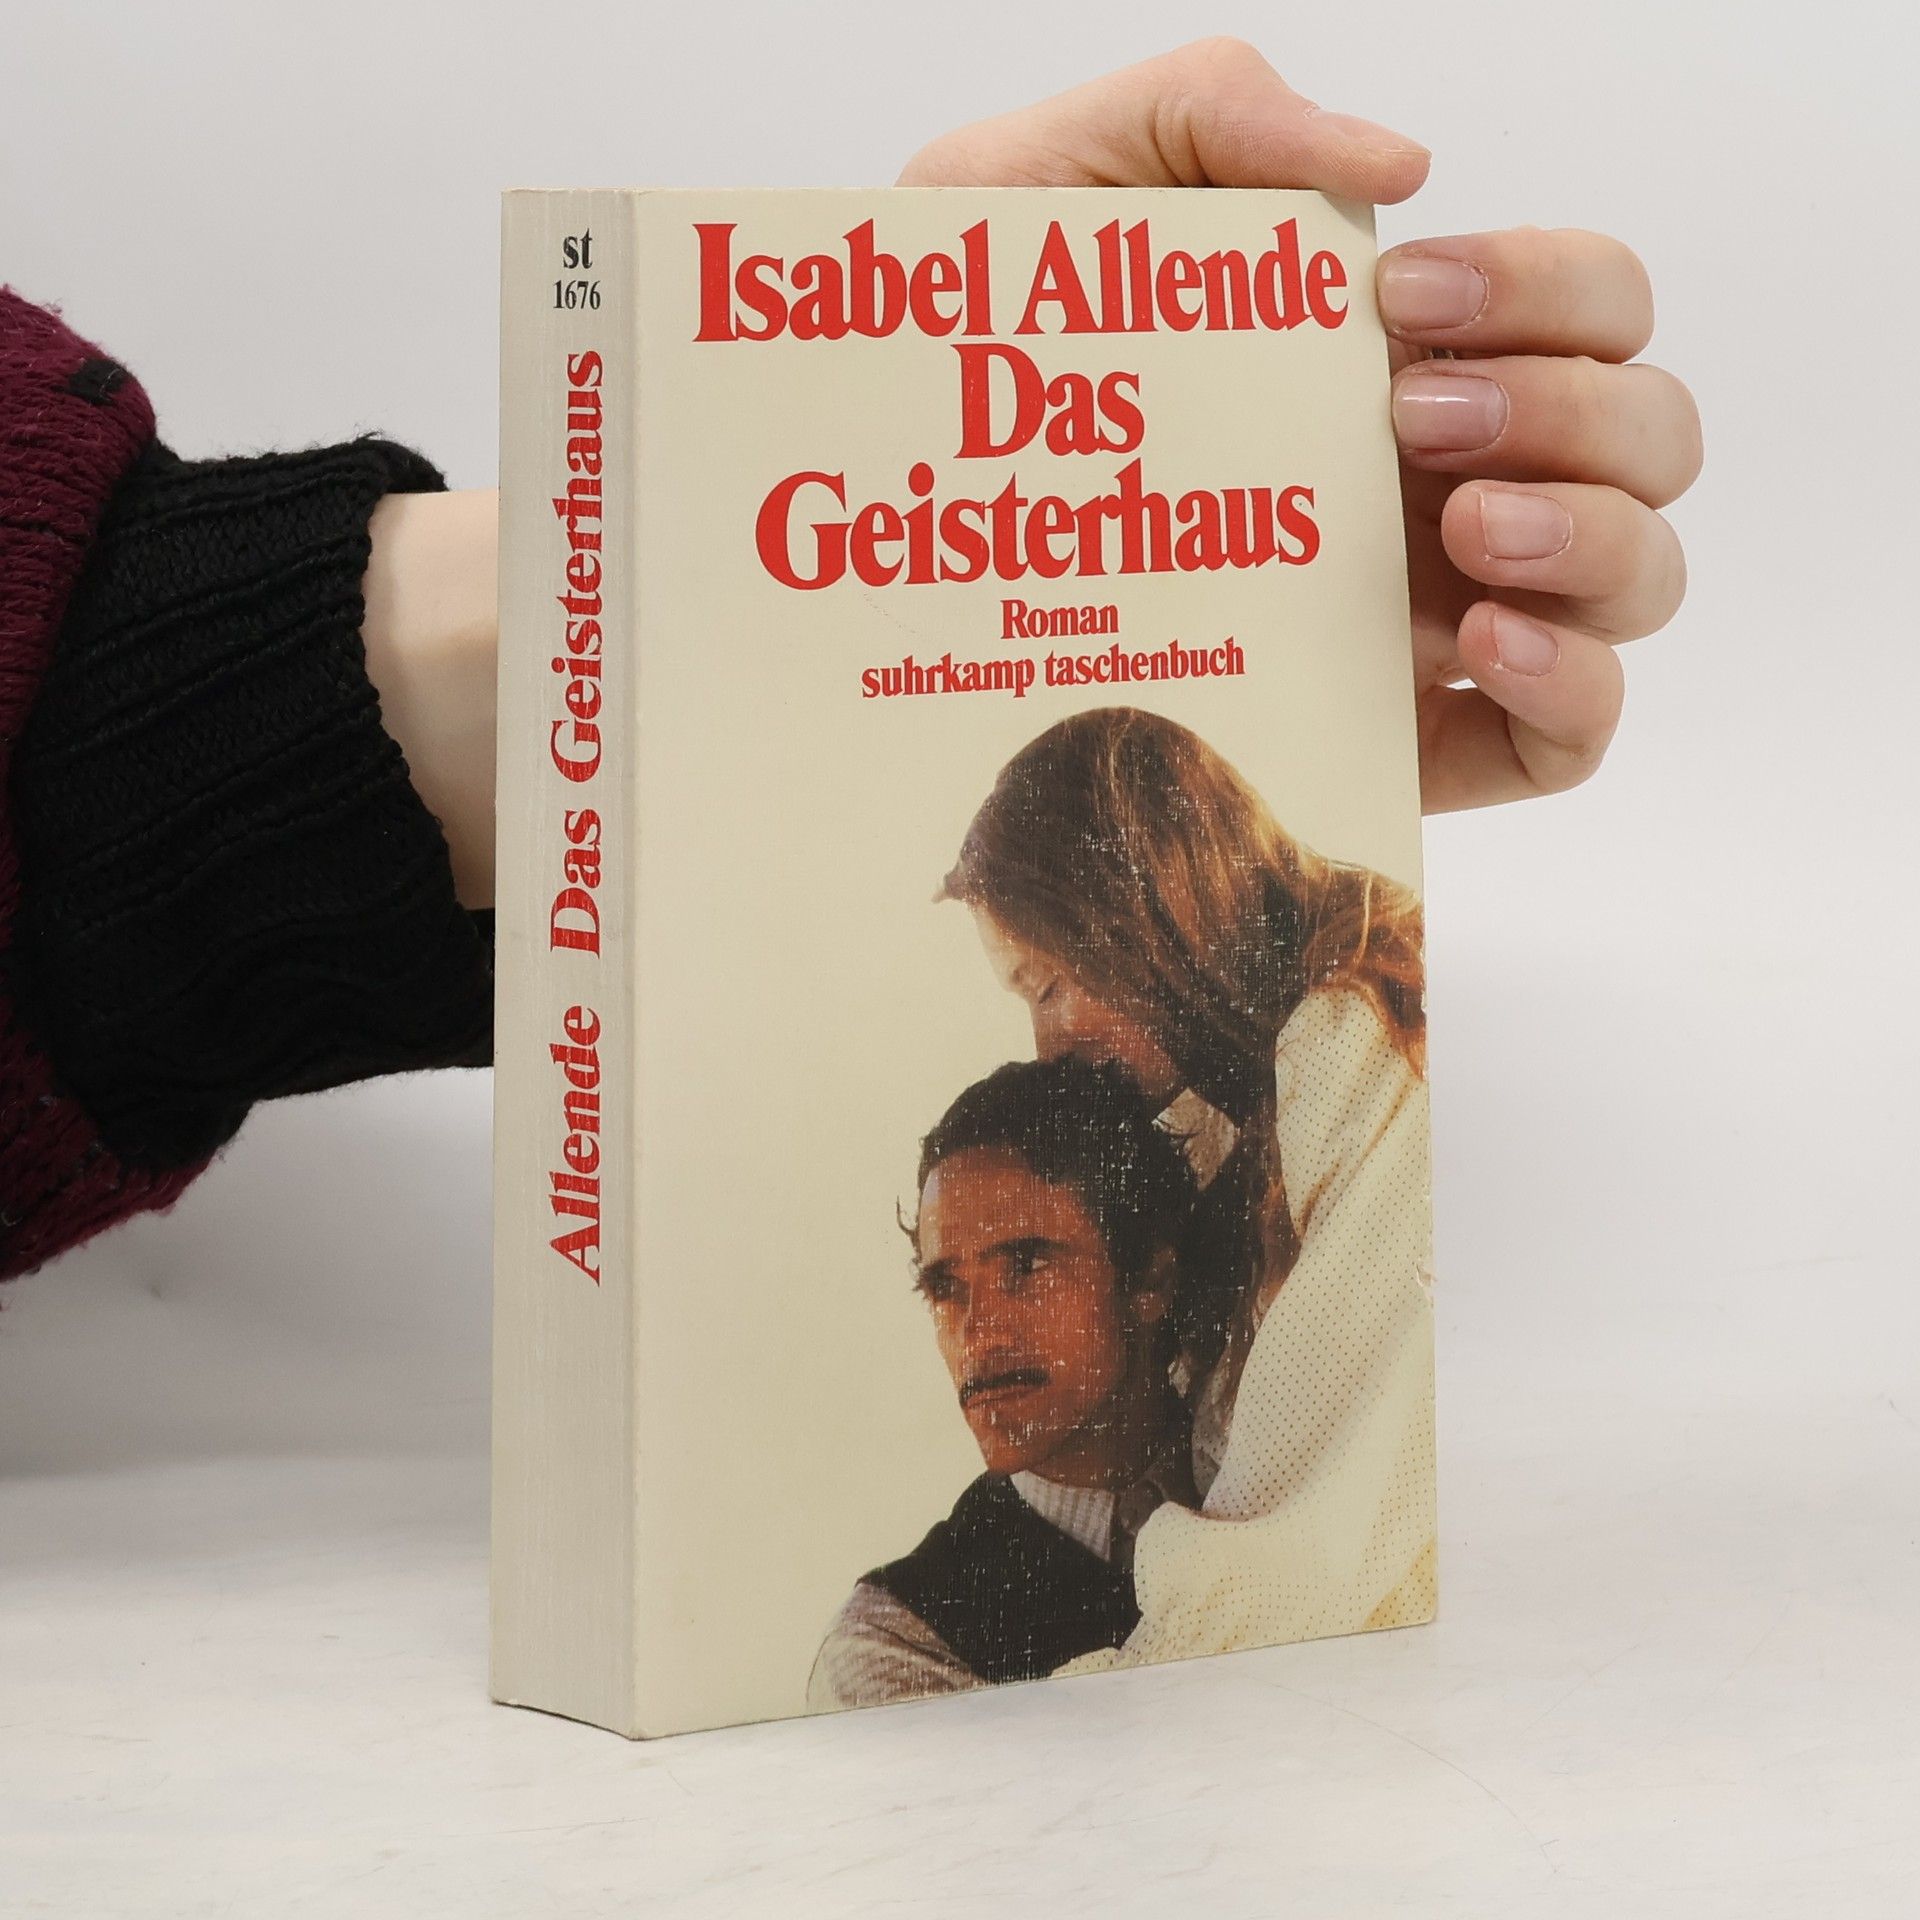 st
1676
Allende Das Geisterhaus
Isabel Allende
Das
Geisterhaus
Roman
suhrkamp taschenbuch